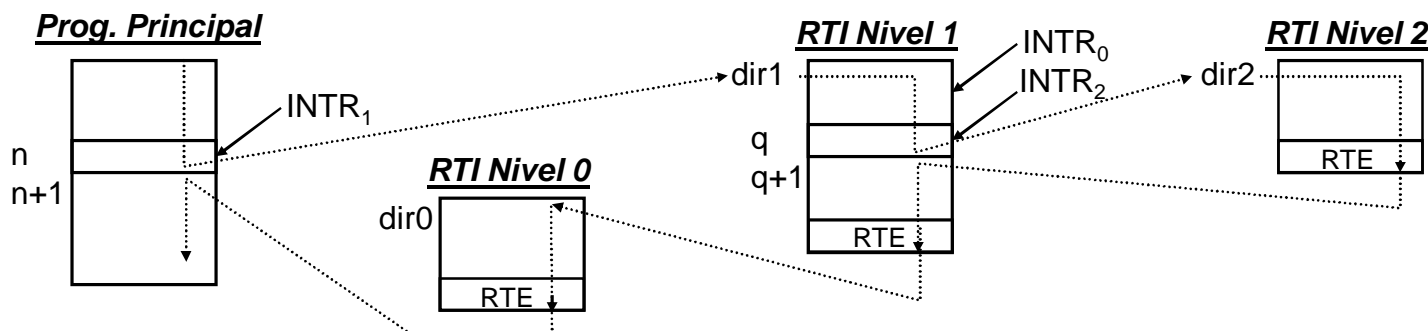 Prog. Principal
INTR₁
n
n+1
RTI Nivel 0
dir0
RTE
RTI Nivel 1
dir1
INTR₀
INTR₂
q
q+1
RTE
RTI Nivel 2
dir2
RTE